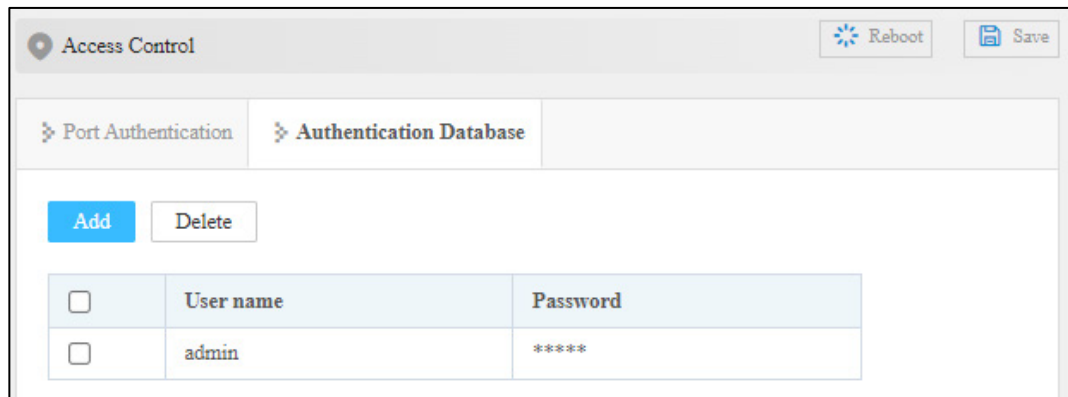 Access Control
Reboot
Save
Port Authentication
Authentication Database
Add
Delete
User name
Password
admin
*****